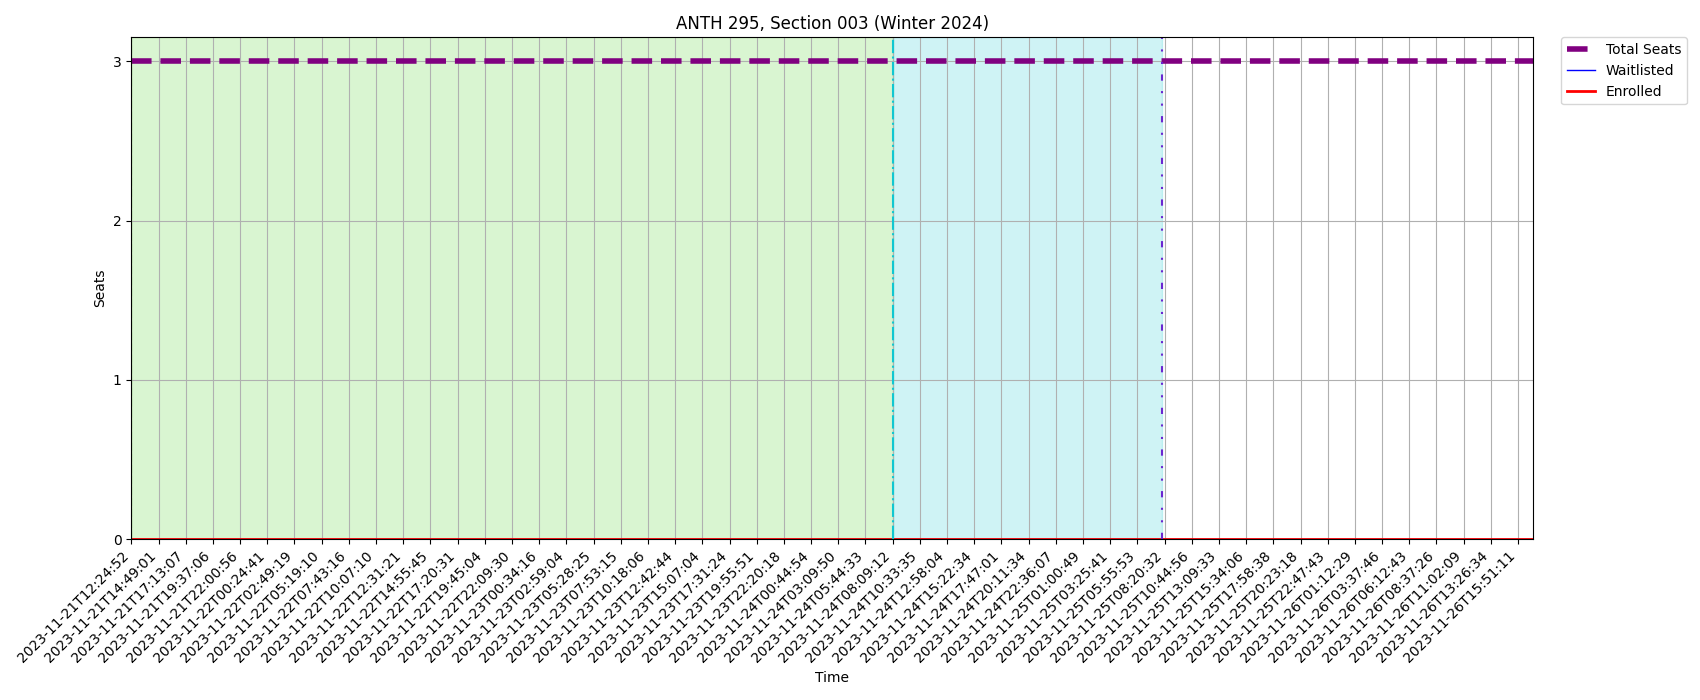 ANTH 295, Section 003 (Winter 2024)
Total Seats
Waitlisted
Enrolled
Seats
3
2
1
0
2023-11-21T12:24:52
2023-11-21T14:49:01
2023-11-21T17:13:07
2023-11-21T19:37:06
2023-11-21T22:00:56
2023-11-22T00:24:41
2023-11-22T02:49:19
2023-11-22T05:19:10
2023-11-22T07:43:16
2023-11-22T10:07:10
2023-11-22T12:31:21
2023-11-22T14:55:45
2023-11-22T17:20:31
2023-11-22T19:45:04
2023-11-22T22:09:30
2023-11-23T00:34:16
2023-11-23T02:59:04
2023-11-23T05:28:25
2023-11-23T07:53:15
2023-11-23T10:18:06
2023-11-23T12:42:44
2023-11-23T15:07:04
2023-11-23T17:31:24
2023-11-23T19:55:51
2023-11-23T22:20:18
2023-11-24T00:44:54
2023-11-24T03:09:50
2023-11-24T05:44:33
2023-11-24T08:09:12
2023-11-24T10:33:35
2023-11-24T12:58:04
2023-11-24T15:22:34
2023-11-24T17:47:01
2023-11-24T20:11:34
2023-11-24T22:36:07
2023-11-25T01:00:49
2023-11-25T03:25:41
2023-11-25T05:55:53
2023-11-25T08:20:32
2023-11-25T10:44:56
2023-11-25T13:09:33
2023-11-25T15:34:06
2023-11-25T17:58:38
2023-11-25T20:23:18
2023-11-25T22:47:43
2023-11-26T01:12:29
2023-11-26T03:37:46
2023-11-26T06:12:43
2023-11-26T08:37:26
2023-11-26T11:02:09
2023-11-26T13:26:34
2023-11-26T15:51:11
Time